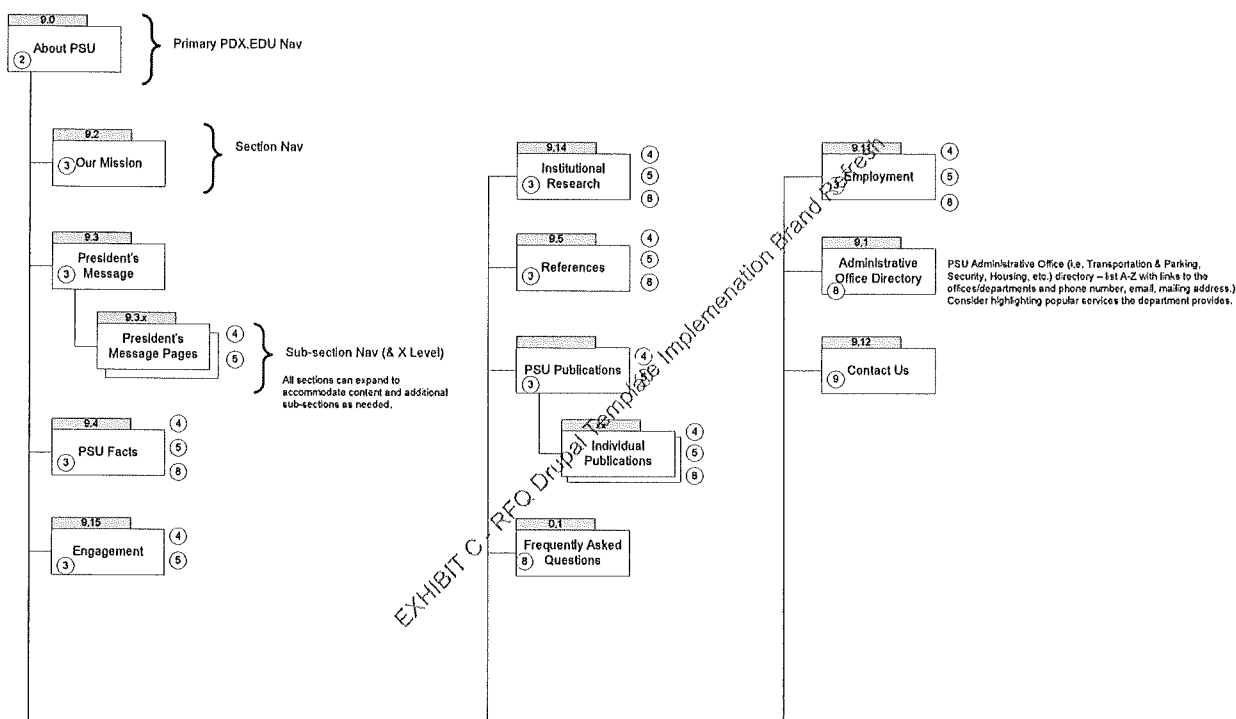 9.0
About PSU
2
Primary PDX.EDU Nav
9.2
Our Mission
3
Section Nav
9.3
President's
Message
3
9.3.x
President's
Message Pages
4
5
Sub-section Nav (& X Level)
All sections can expand to
accommodate content and additional
sub-sections as needed.
9.4
PSU Facts
3
4
5
8
9.15
Engagement
3
4
5
9.14
Institutional
Research
3
4
5
8
9.5
References
3
4
5
8
PSU Publications
3
4
Individual
Publications
4
5
8
0.1
Frequently Asked
Questions
8
9.11
Employment
3
4
5
8
9.1
Administrative
Office Directory
8
PSU Administrative Office (i.e. Transportation & Parking,
Security, Housing, etc.) directory – list A-Z with links to the
offices/departments and phone number, email, mailing address.)
Consider highlighting popular services the department provides.
9.12
Contact Us
9
EXHIBIT C - RFQ Drupal Template Implemenation Brand Refresh